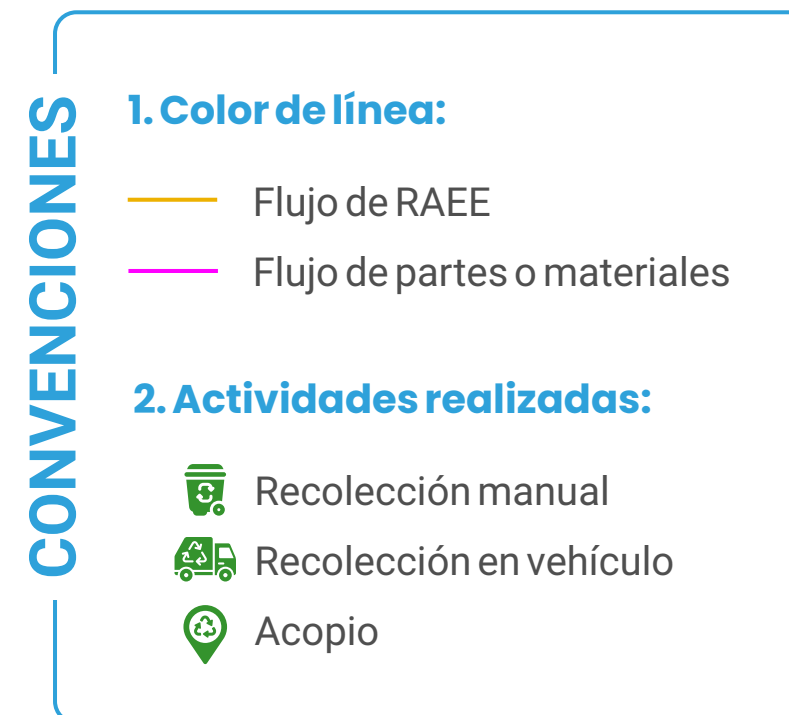 CONVENCIONES
1. Color de línea:
Flujo de RAEE
Flujo de partes o materiales
2. Actividades realizadas:
Recolección manual
Recolección en vehículo
Acopio